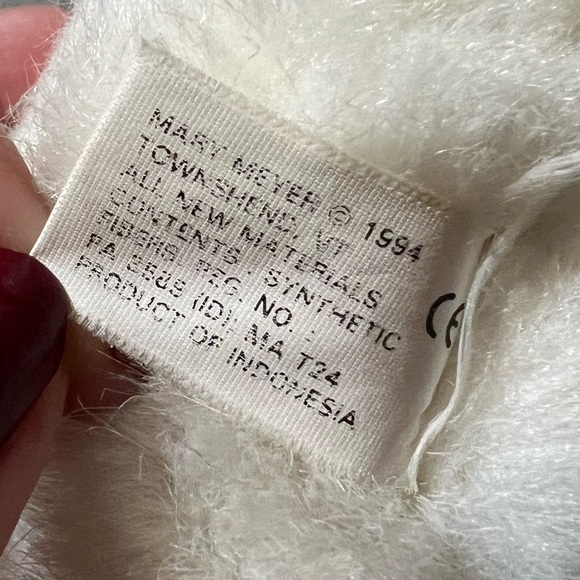 MARY MEYER © 1994
TOWNSHEND, VT
ALL NEW MATERIALS
CONTENTS : SYNTHETIC
FIBERS REG. NO. :
PA 5685 (ID), MA T24
PRODUCT OF INDONESIA
CE